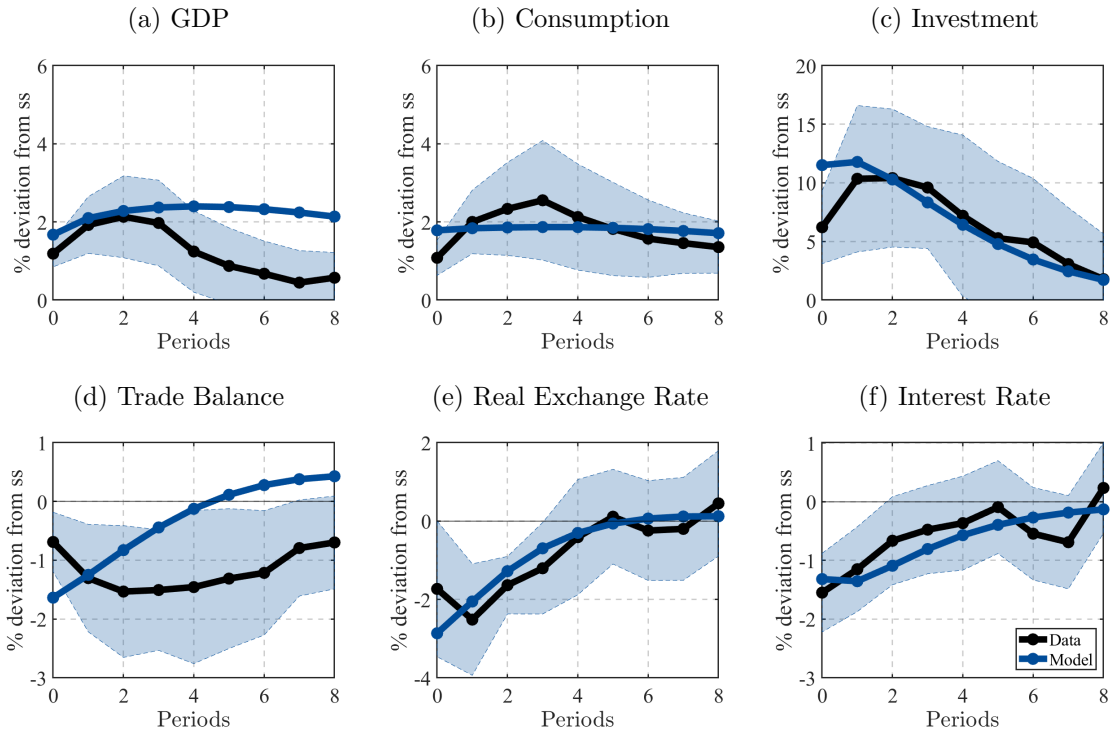 (a) GDP
(b) Consumption
(c) Investment
% deviation from ss
6
4
2
0
0 2 4 6 8
Periods
% deviation from ss
6
4
2
0
0 2 4 6 8
Periods
% deviation from ss
20
15
10
5
0
0 2 4 6 8
Periods
(d) Trade Balance
(e) Real Exchange Rate
(f) Interest Rate
% deviation from ss
1
0
-1
-2
-3
0 2 4 6 8
Periods
% deviation from ss
2
0
-2
-4
0 2 4 6 8
Periods
% deviation from ss
1
0
-1
-2
-3
0 2 4 6 8
Periods
Data
Model